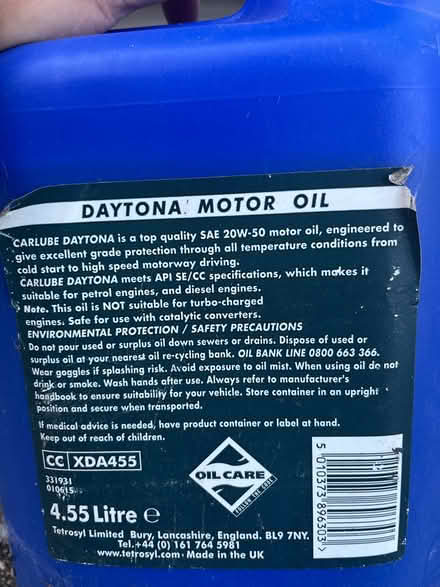 DAYTONA MOTOR OIL
CARLUBE DAYTONA is a top quality SAE 20W-50 motor oil, engineered to
give excellent grade protection through all temperature conditions from
cold start to high speed motorway driving.
CARLUBE DAYTONA meets API SE/CC specifications, which makes it
suitable for petrol engines, and diesel engines.
Note. This oil is NOT suitable for turbo-charged
engines. Safe for use with catalytic converters.
ENVIRONMENTAL PROTECTION / SAFETY PRECAUTIONS
Do not pour used or surplus oil down sewers or drains. Dispose of used or
surplus oil at your nearest oil re-cycling bank. OIL BANK LINE 0800 663 366.
Wear goggles if splashing risk. Avoid exposure to oil mist. When using oil do not
drink or smoke. Wash hands after use. Always refer to manufacturer's
handbook to ensure suitability for your vehicle. Store container in an upright
position and secure when transported.
If medical advice is needed, have product container or label at hand.
Keep out of reach of children.
CC XDA455
331931
010615
OIL CARE
FOLLOW THE CODE
4.55 Litre e
Tetrosyl Limited Bury, Lancashire, England. BL9 7NY.
Tel.+44 (0) 161 764 5981
www.tetrosyl.com Made in the UK
5 010373 896303 >